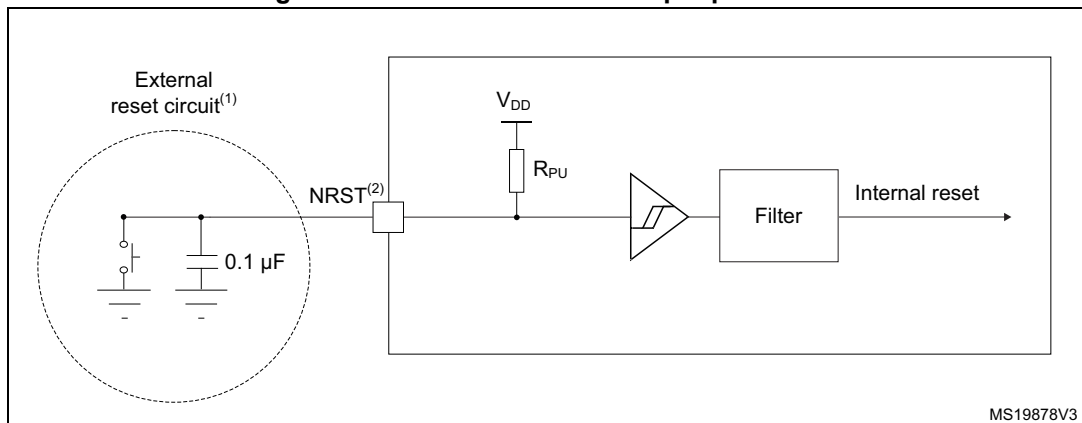 External
reset circuit(1)
VDD
RPU
NRST(2)
0.1 µF
Filter
Internal reset
MS19878V3